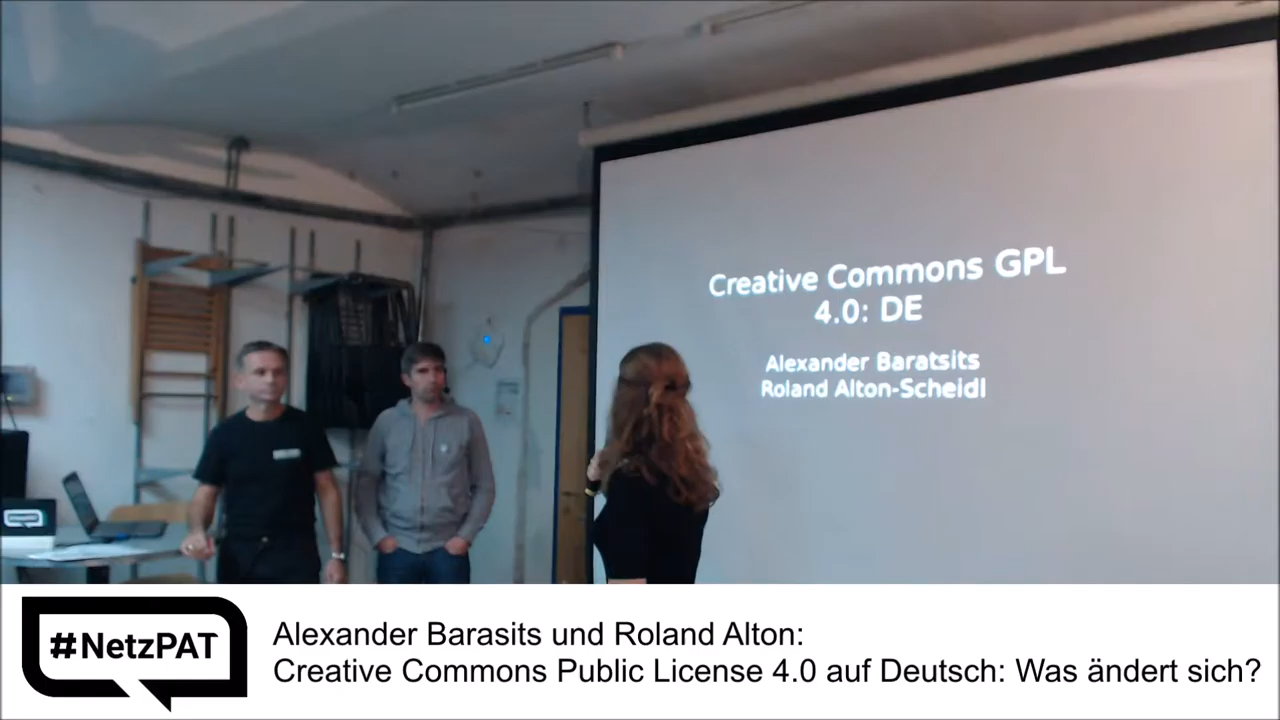 Creative Commons GPL
4.0: DE
Alexander Baratsits
Roland Alton-Scheidl
#NetzPAT
Alexander Barasits und Roland Alton:
Creative Commons Public License 4.0 auf Deutsch: Was ändert sich?